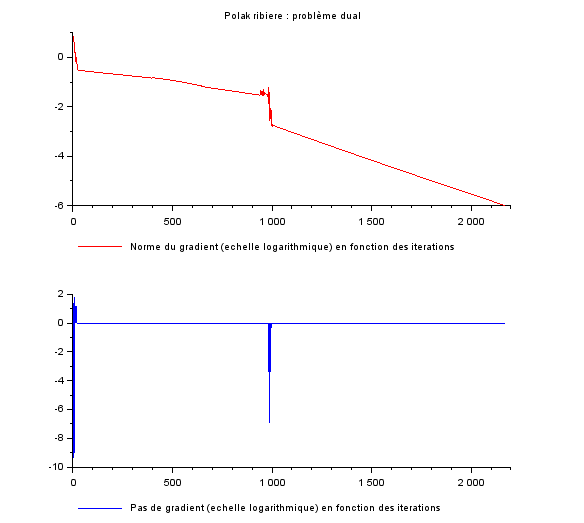 Polak ribiere : problème dual
0
-2
-4
-6
0 500 1 000 1 500 2 000
Norme du gradient (echelle logarithmique) en fonction des iterations
2
0
-2
-4
-6
-8
-10
0 500 1 000 1 500 2 000
Pas de gradient (echelle logarithmique) en fonction des iterations